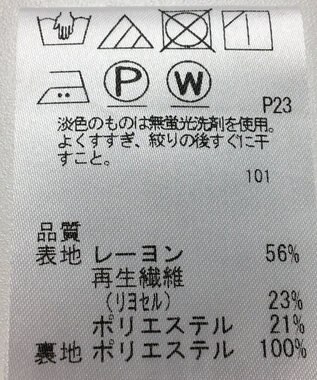 P W
P23
淡色のものは無蛍光洗剤を使用。
よくすすぎ、絞りの後すぐに干
すこと。
101
品質
表地 レーヨン 56%
再生繊維
(リヨセル) 23%
ポリエステル 21%
裏地 ポリエステル 100%